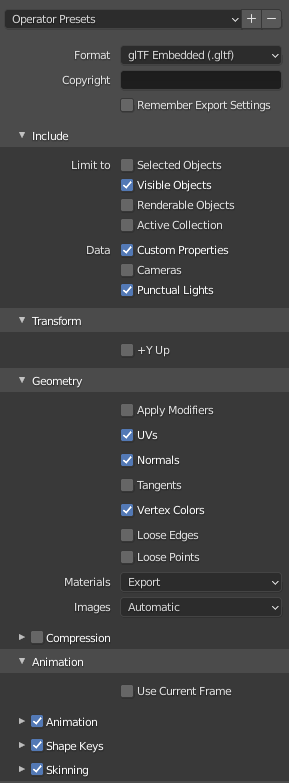 Operator Presets
Format glTF Embedded (.gltf)
Copyright
Remember Export Settings
Include
Limit to Selected Objects
Visible Objects
Renderable Objects
Active Collection
Data Custom Properties
Cameras
Punctual Lights
Transform
+Y Up
Geometry
Apply Modifiers
UVs
Normals
Tangents
Vertex Colors
Loose Edges
Loose Points
Materials Export
Images Automatic
Compression
Animation
Use Current Frame
Animation
Shape Keys
Skinning